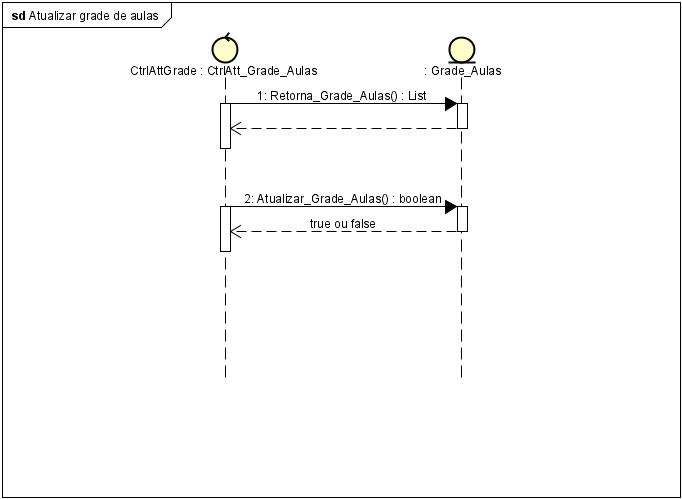 sd Atualizar grade de aulas
CtrlAttGrade : CtrlAtt_Grade_Aulas
: Grade_Aulas
1: Retorna_Grade_Aulas() : List
2: Atualizar_Grade_Aulas() : boolean
true ou false